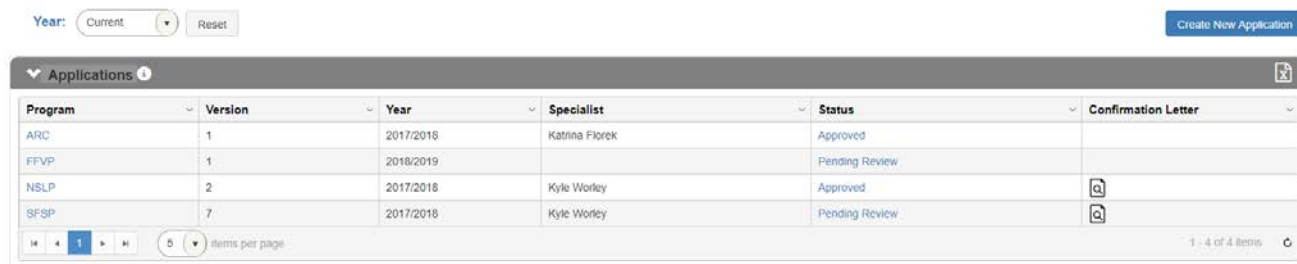 Year: Current Reset Create New Application
Applications
Program Version Year Specialist Status Confirmation Letter
ARC 1 2017/2018 Katrina Florek Approved
FFVP 1 2018/2019 Pending Review
NSLP 2 2017/2018 Kyle Worley Approved
SFSP 7 2017/2018 Kyle Worley Pending Review
1 5 items per page 1 - 4 of 4 items